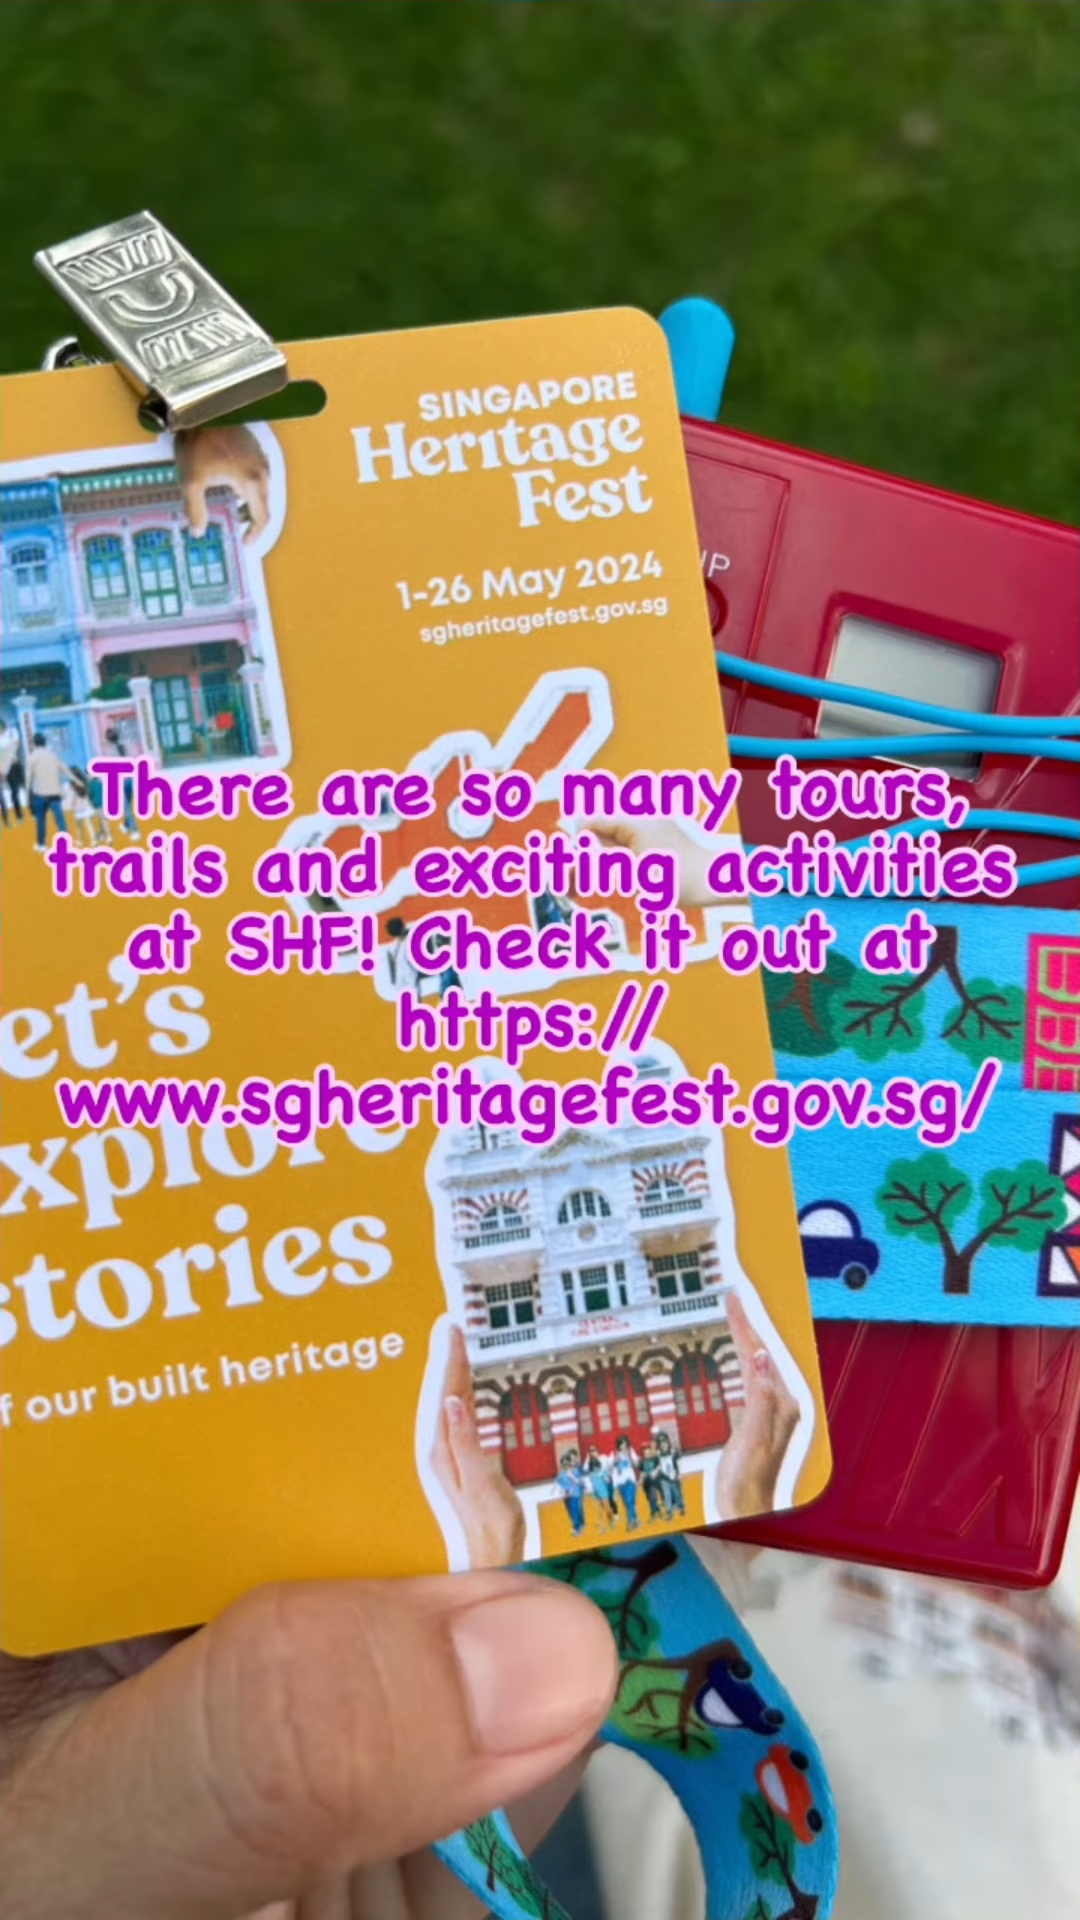 SINGAPORE
Heritage
Fest
1-26 May 2024
sgheritagefest.gov.sg
There are so many tours,
trails and exciting activities
at SHF! Check it out at
https://
www.sgheritagefest.gov.sg/
et's
xplore
stories
f our built heritage